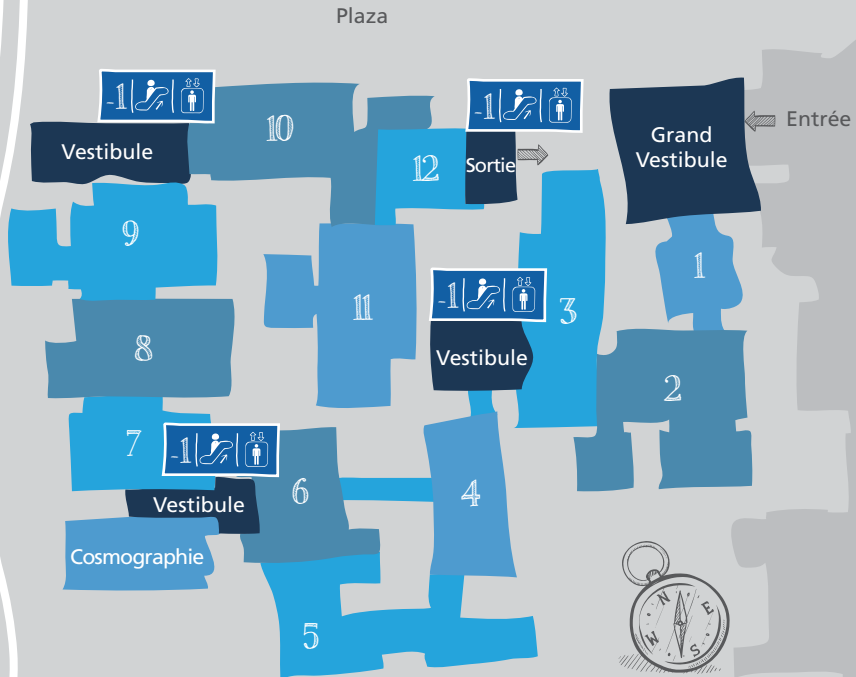 Plaza
-1
-1
10
Vestibule
Grand
Vestibule
Entrée
12
Sortie
9
1
-1
11
3
8
Vestibule
2
7
-1
6
4
Vestibule
Cosmographie
5
N
E
W
S